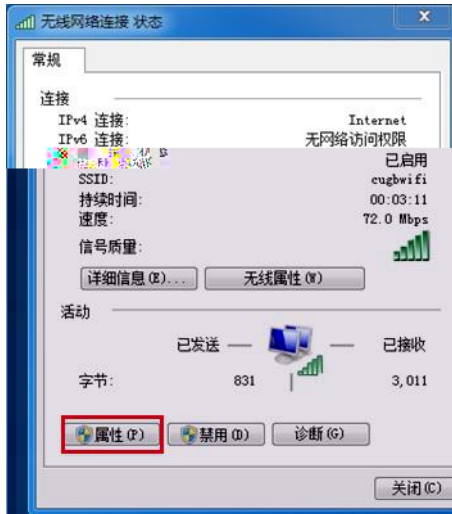 无线网络连接 状态
常规
连接
IPv4 连接: Internet
IPv6 连接: 无网络访问权限
已启用
SSID: cugbwifi
持续时间: 00:03:11
速度: 72.0 Mbps
信号质量:
详细信息(E)... 无线属性(W)
活动
已发送 — — 已接收
字节: 831 3,011
属性(P) 禁用(D) 诊断(G)
关闭(C)